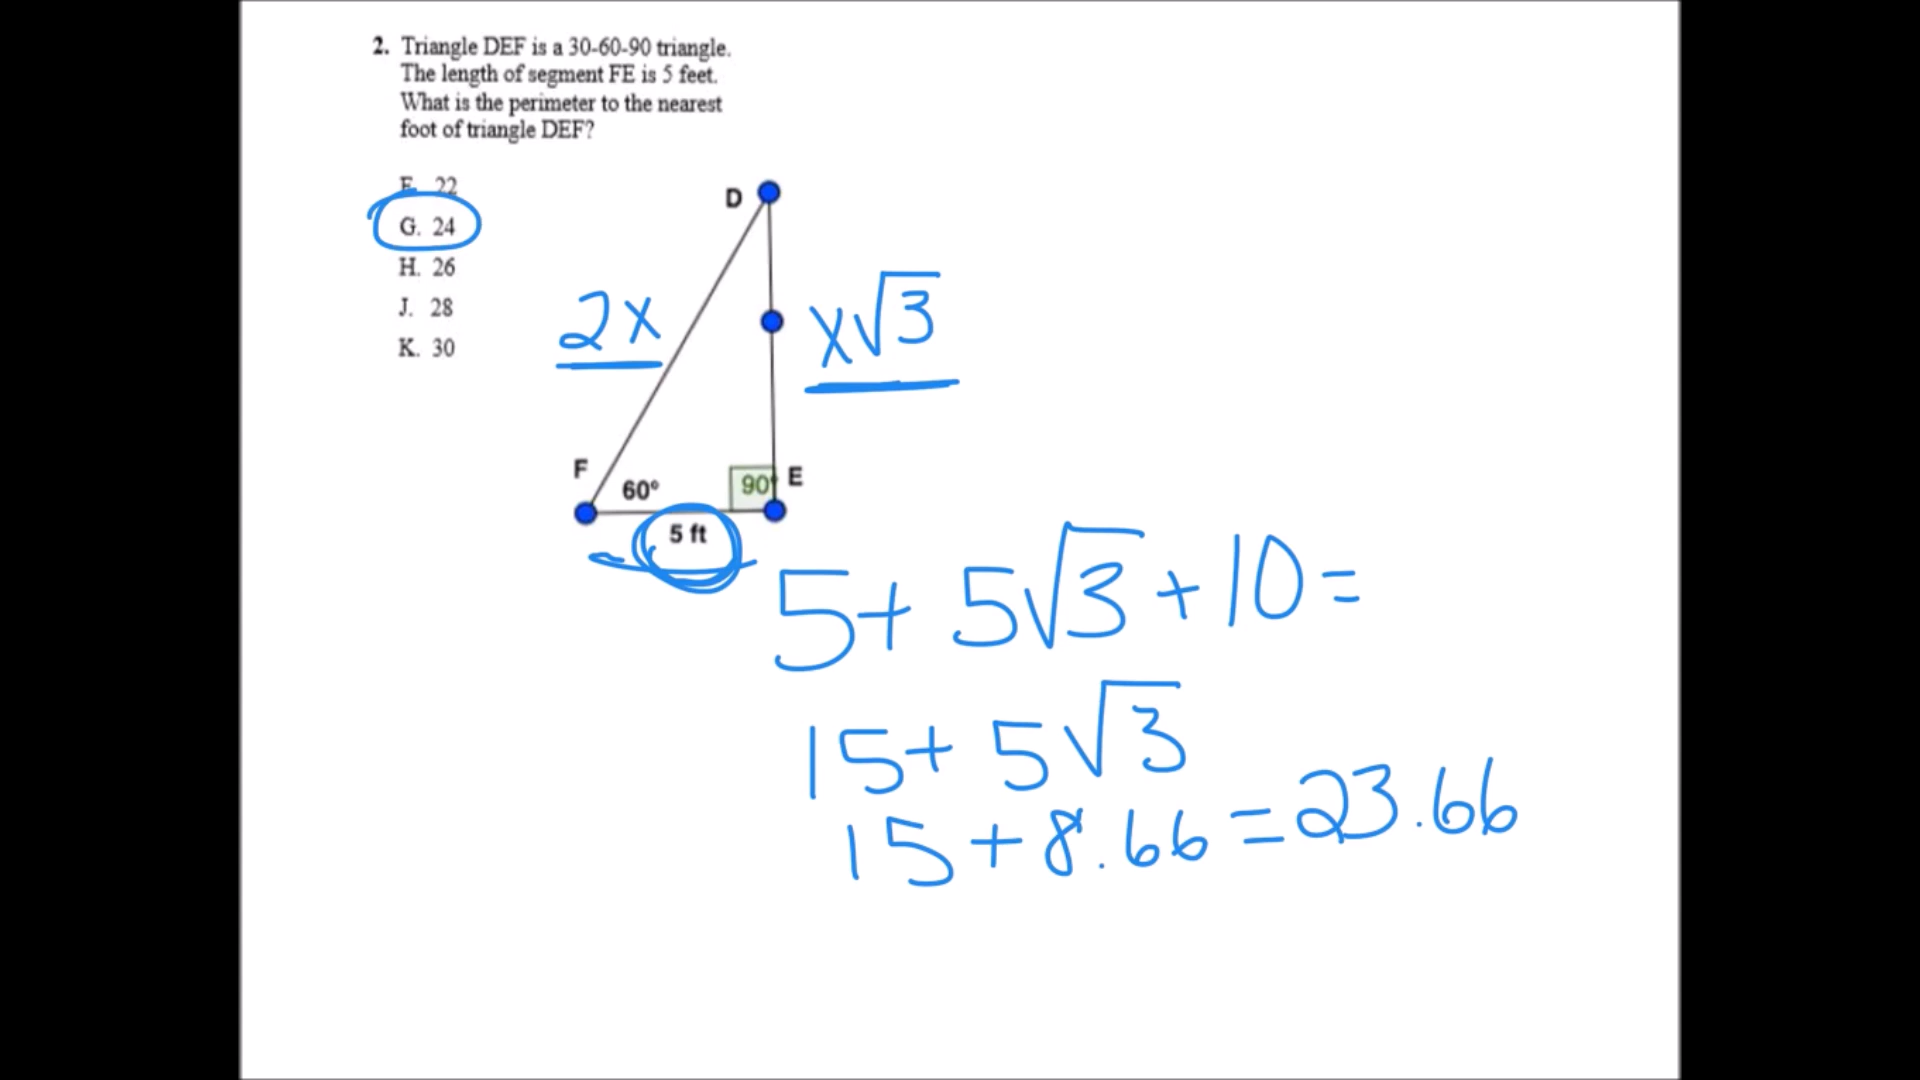 2. Triangle DEF is a 30-60-90 triangle.
The length of segment FE is 5 feet.
What is the perimeter to the nearest
foot of triangle DEF?
F. 22
G. 24
H. 26
J. 28
K. 30
D
2x
x√3
F
60°
90°
E
5 ft
5+ 5√3 + 10 =
15+ 5√3
15 + 8.66 = 23.66